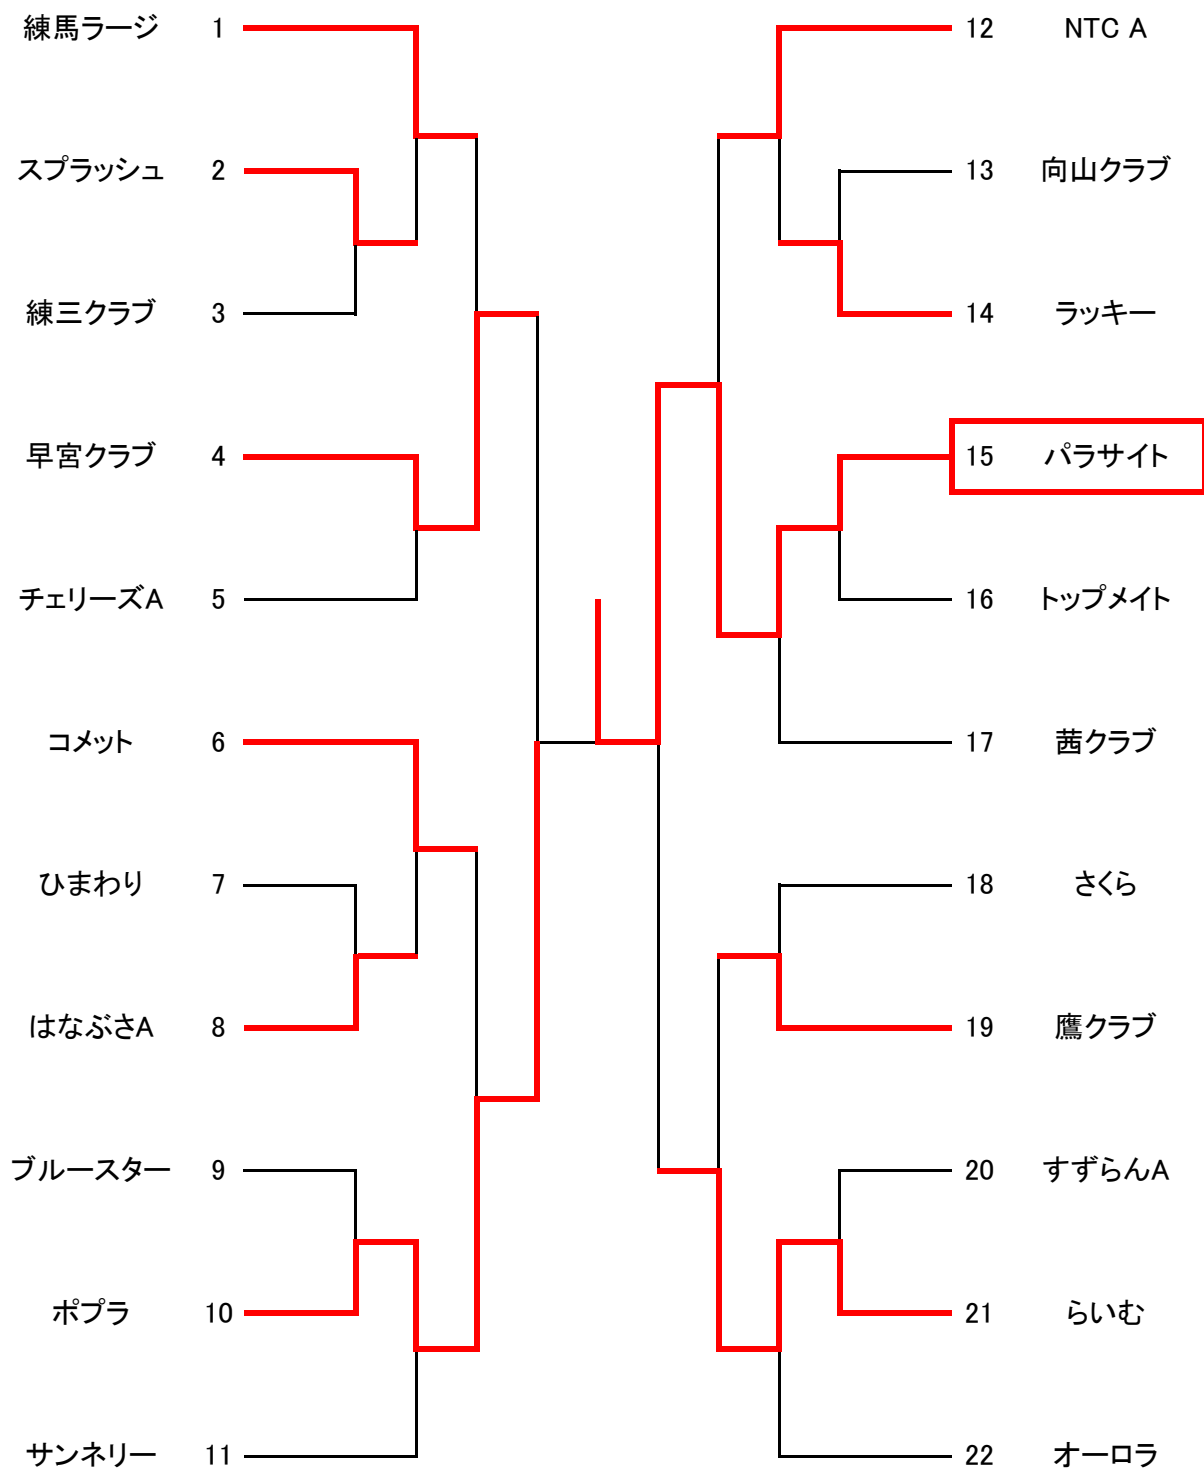 練馬ラージ 1
スプラッシュ 2
練三クラブ 3
早宮クラブ 4
チェリーズA 5
コメット 6
ひまわり 7
はなぶさA 8
ブルースター 9
ポプラ 10
サンネリー 11
12 NTC A
13 向山クラブ
14 ラッキー
15 パラサイト
16 トップメイト
17 茜クラブ
18 さくら
19 鷹クラブ
20 すずらんA
21 らいむ
22 オーロラ